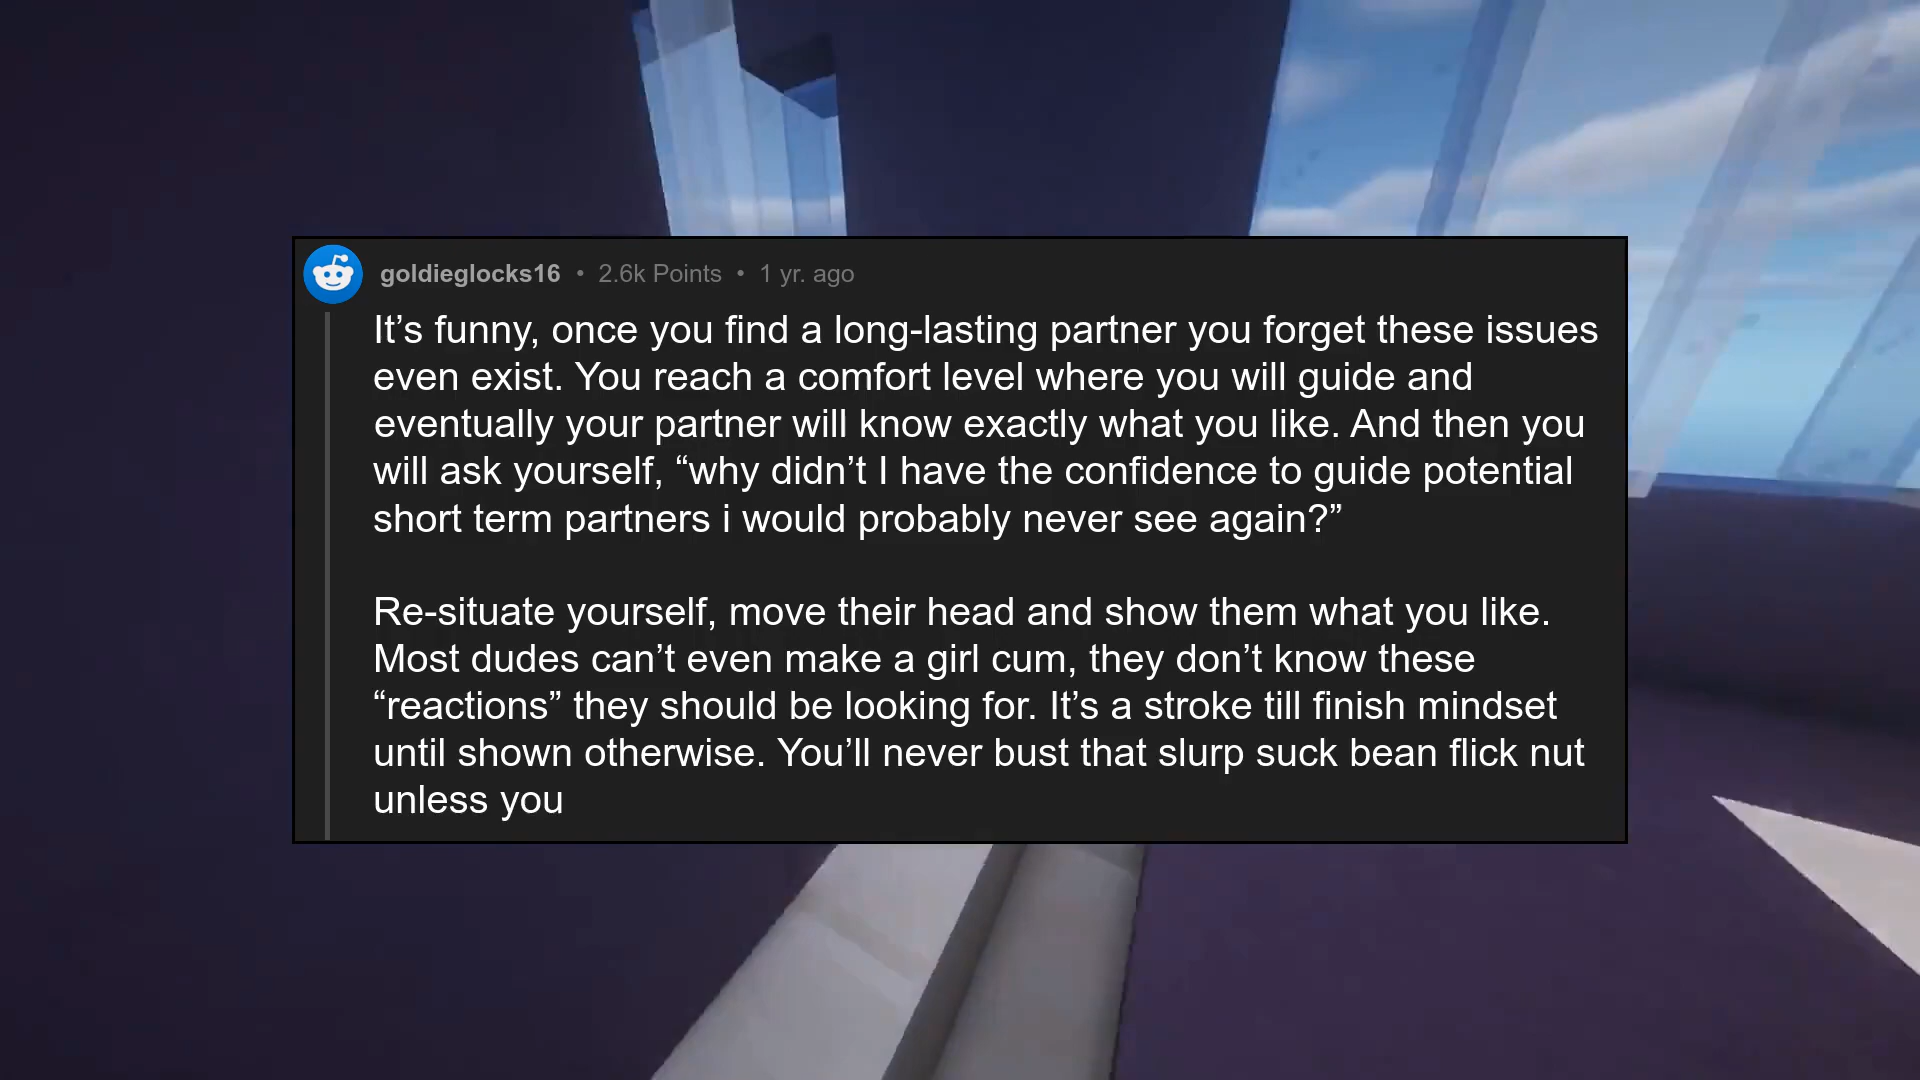 goldieglocks16 • 2.6k Points • 1 yr. ago
It’s funny, once you find a long-lasting partner you forget these issues
even exist. You reach a comfort level where you will guide and
eventually your partner will know exactly what you like. And then you
will ask yourself, “why didn’t I have the confidence to guide potential
short term partners i would probably never see again?”
Re-situate yourself, move their head and show them what you like.
Most dudes can’t even make a girl cum, they don’t know these
“reactions” they should be looking for. It’s a stroke till finish mindset
until shown otherwise. You’ll never bust that slurp suck bean flick nut
unless you